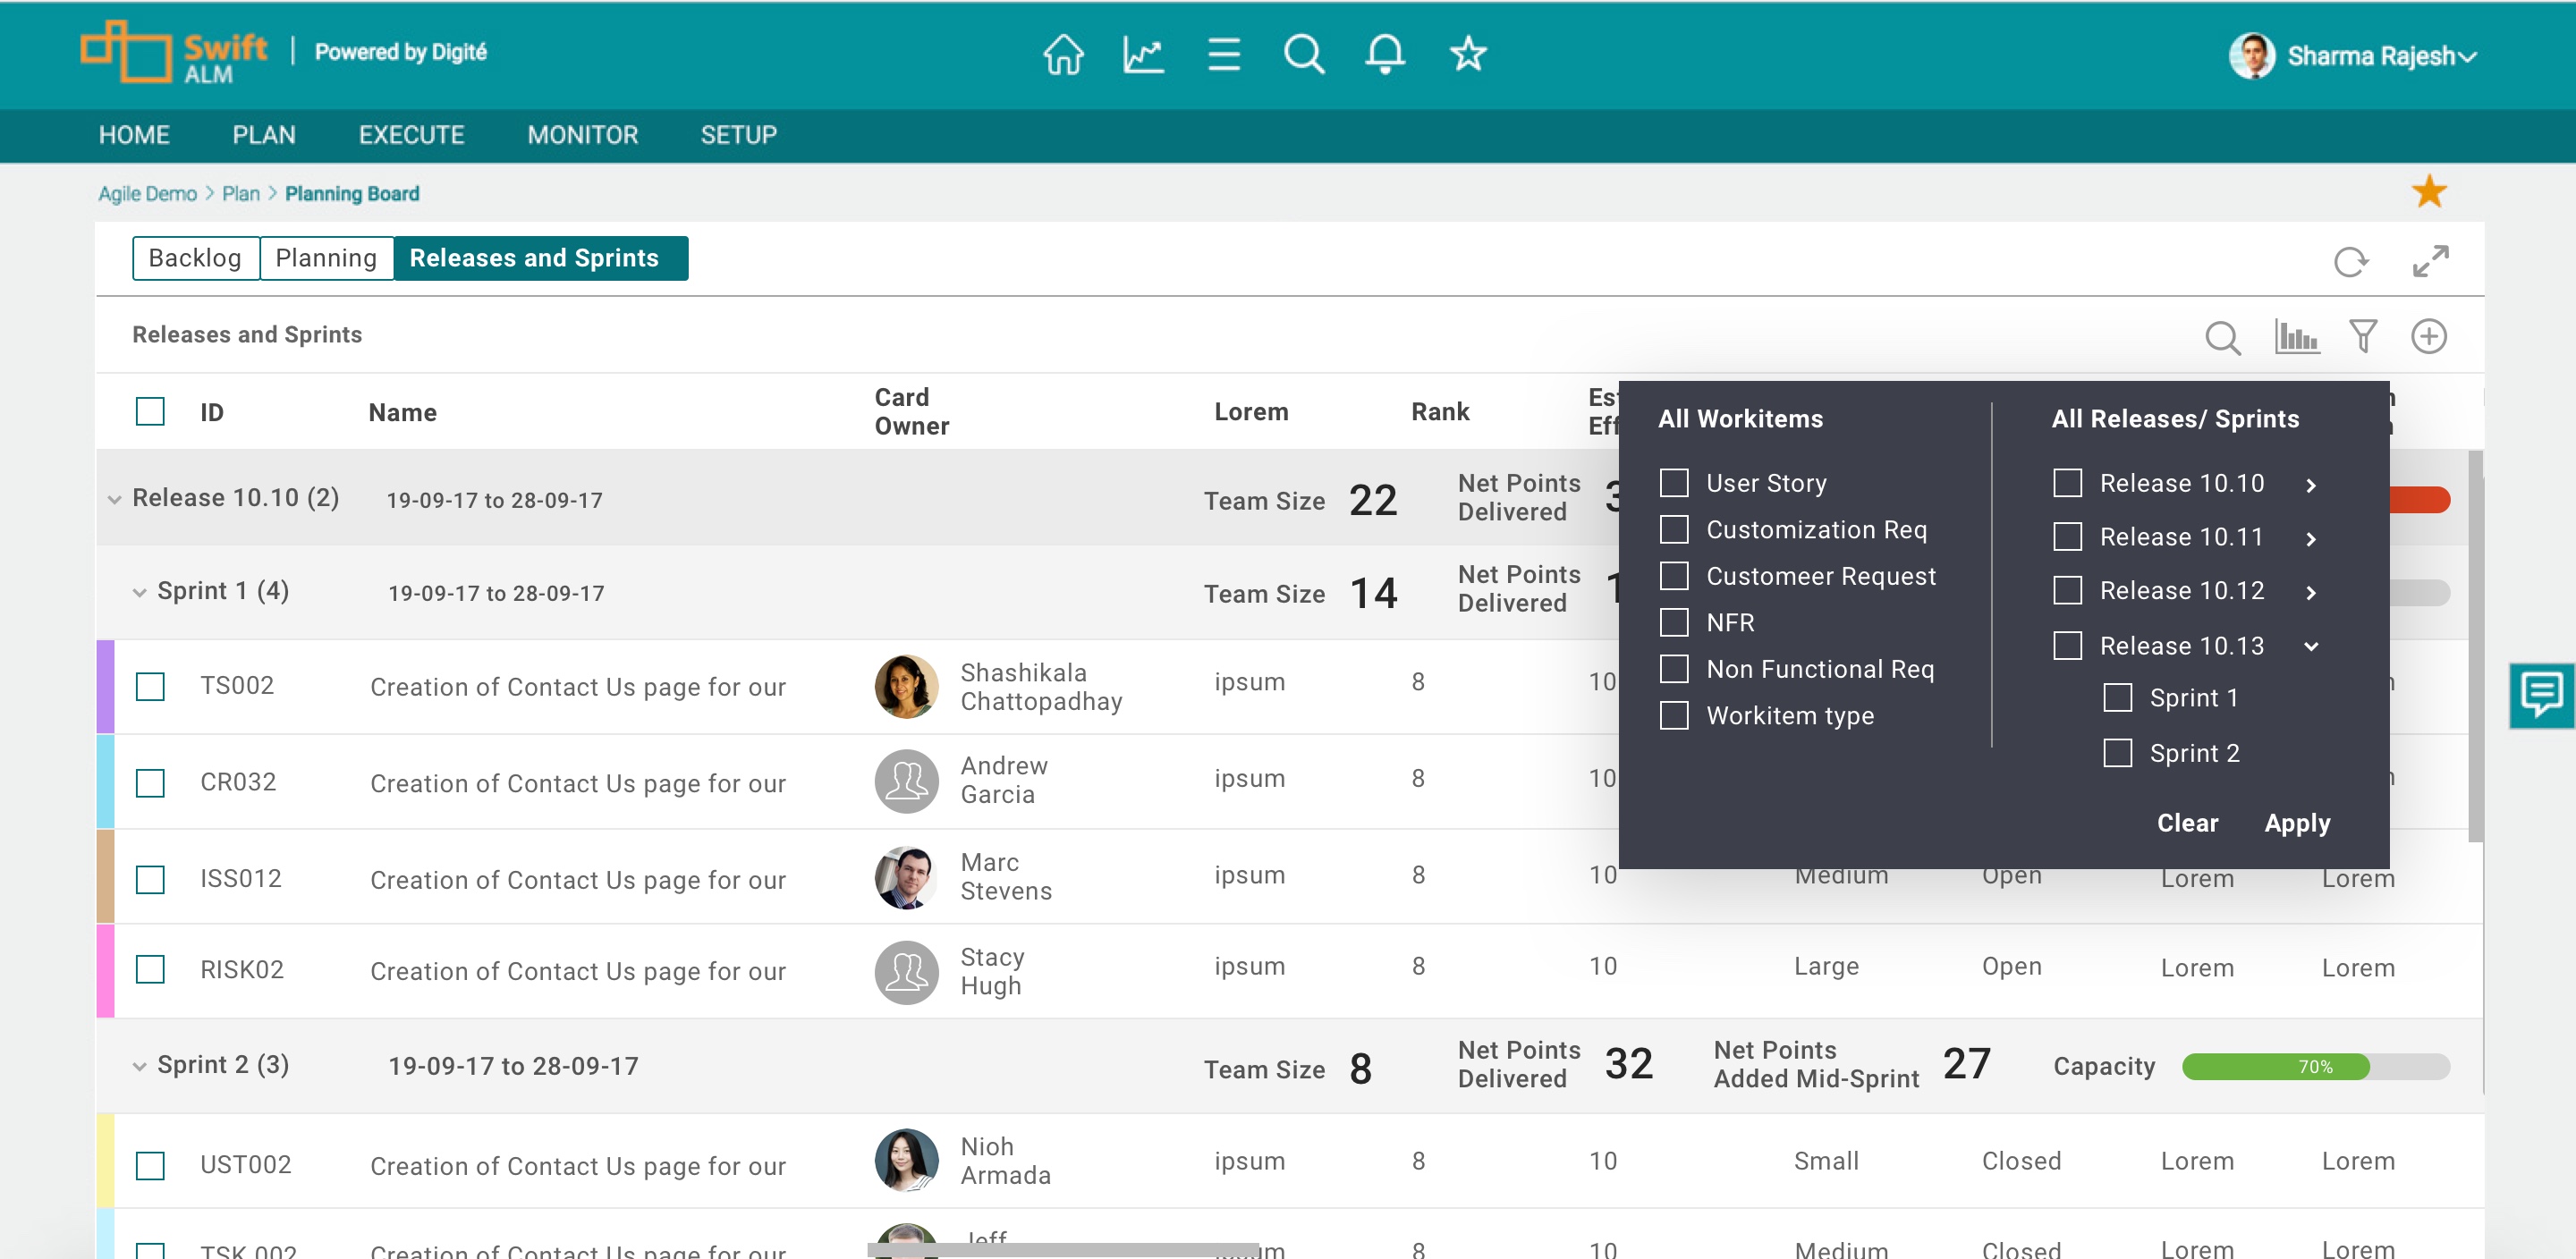 Swift
ALM
Powered by Digité
Sharma Rajesh
HOME PLAN EXECUTE MONITOR SETUP
Agile Demo > Plan > Planning Board
Backlog Planning Releases and Sprints
Releases and Sprints
ID Name Card Owner Lorem Rank
All Workitems
User Story
Customization Req
Customeer Request
NFR
Non Functional Req
Workitem type
All Releases/ Sprints
Release 10.10
Release 10.11
Release 10.12
Release 10.13
Sprint 1
Sprint 2
Clear Apply
Release 10.10 (2) 19-09-17 to 28-09-17 Team Size 22 Net Points Delivered
Sprint 1 (4) 19-09-17 to 28-09-17 Team Size 14 Net Points Delivered
TS002 Creation of Contact Us page for our Shashikala Chattopadhay ipsum 8 10
CR032 Creation of Contact Us page for our Andrew Garcia ipsum 8 10
ISS012 Creation of Contact Us page for our Marc Stevens ipsum 8 10 Medium Open Lorem Lorem
RISK02 Creation of Contact Us page for our Stacy Hugh ipsum 8 10 Large Open Lorem Lorem
Sprint 2 (3) 19-09-17 to 28-09-17 Team Size 8 Net Points Delivered 32 Net Points Added Mid-Sprint 27 Capacity 70%
UST002 Creation of Contact Us page for our Nioh Armada ipsum 8 10 Small Closed Lorem Lorem
TSK 002 Creation of Contact Us page for our Jeff 8 10 Medium Closed Lorem Lorem